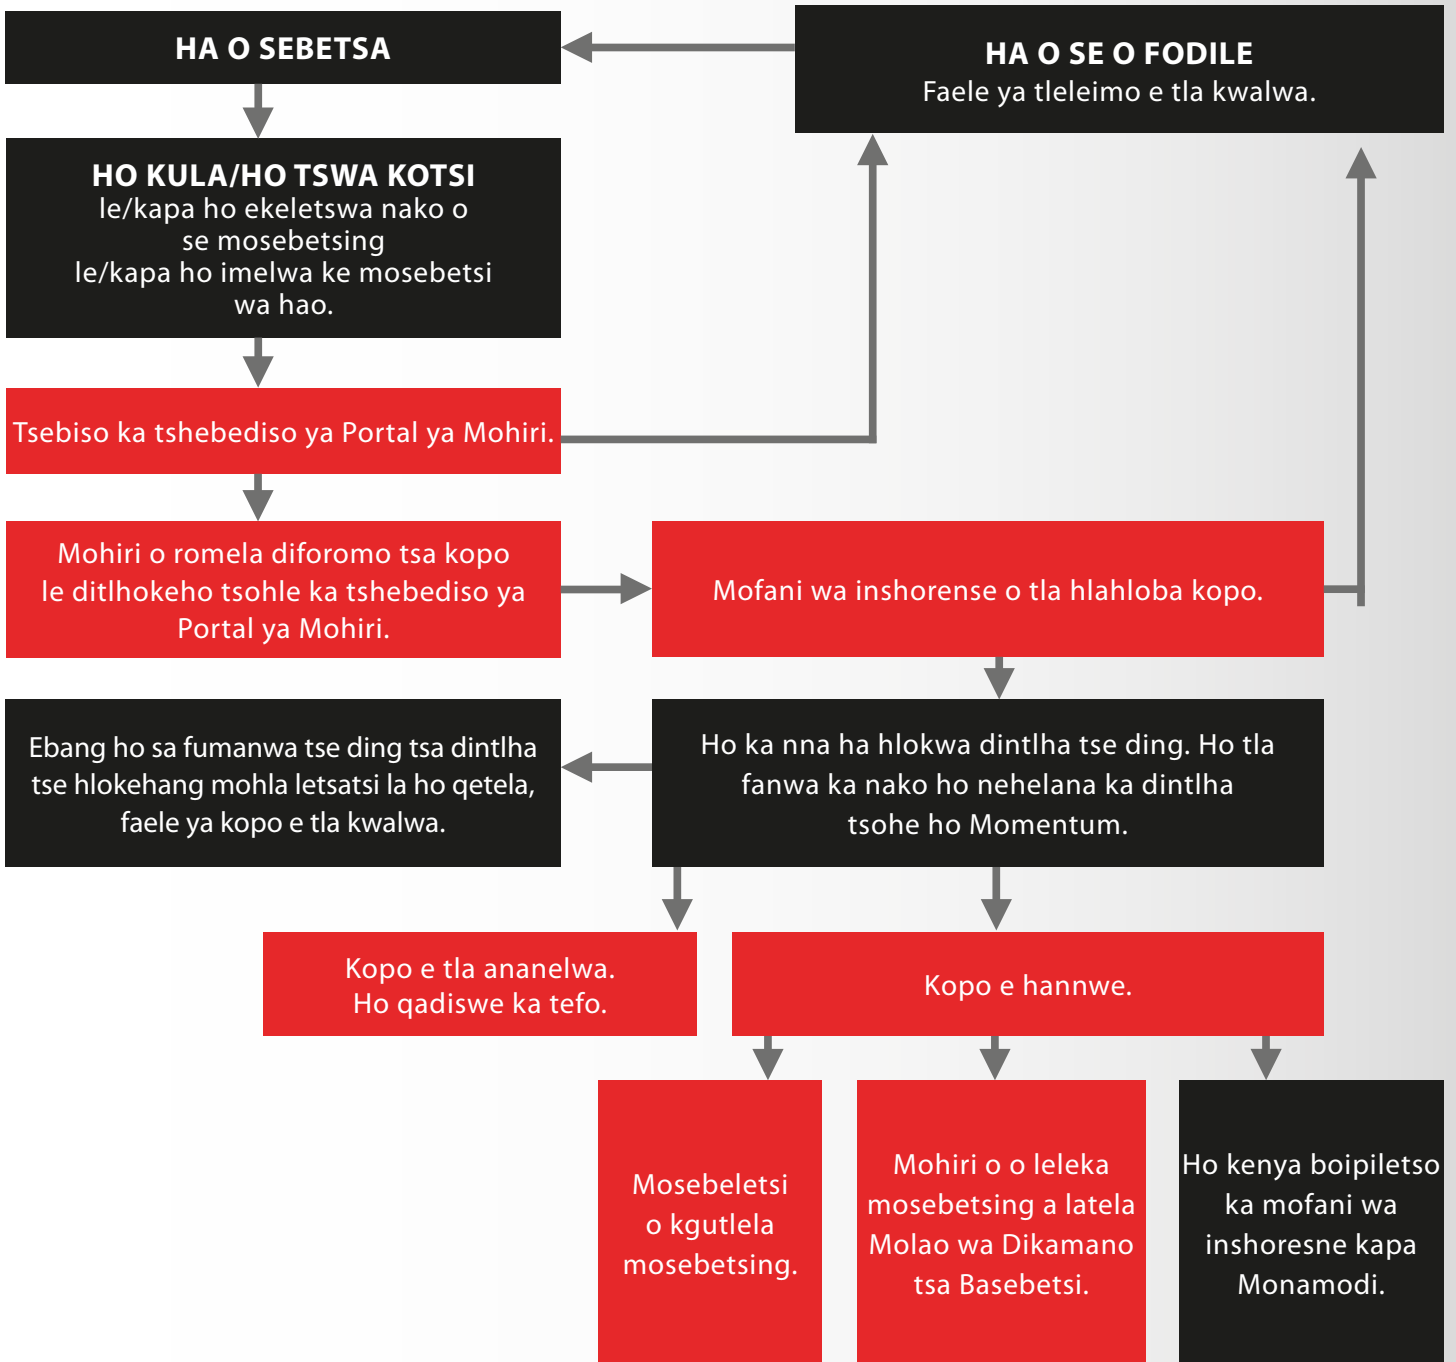 HA O SEBETSA
HA O SE O FODILE
Faele ya tleleimo e tla kwalwa.
HO KULA/HO TSWA KOTSI
le/kapa ho ekeletswa nako o
se mosebetsing
le/kapa ho imelwa ke mosebetsi
wa hao.
Tsebiso ka tshebediso ya Portal ya Mohiri.
Mohiri o romela diforomo tsa kopo
le ditlhokeho tsohle ka tshebediso ya
Portal ya Mohiri.
Mofani wa inshorense o tla hlahloba kopo.
Ebang ho sa fumanwa tse ding tsa dintlha
tse hlokehang mohla letsatsi la ho qetela,
faele ya kopo e tla kwalwa.
Ho ka nna ha hlokwa dintlha tse ding. Ho tla
fanwa ka nako ho nehelana ka dintlha
tsohe ho Momentum.
Kopo e tla ananelwa.
Ho qadiswe ka tefo.
Kopo e hannwe.
Mosebeletsi
o kgutlela
mosebetsing.
Mohiri o o leleka
mosebetsing a latela
Molao wa Dikamano
tsa Basebetsi.
Ho kenya boipiletso
ka mofani wa
inshoresne kapa
Monamodi.